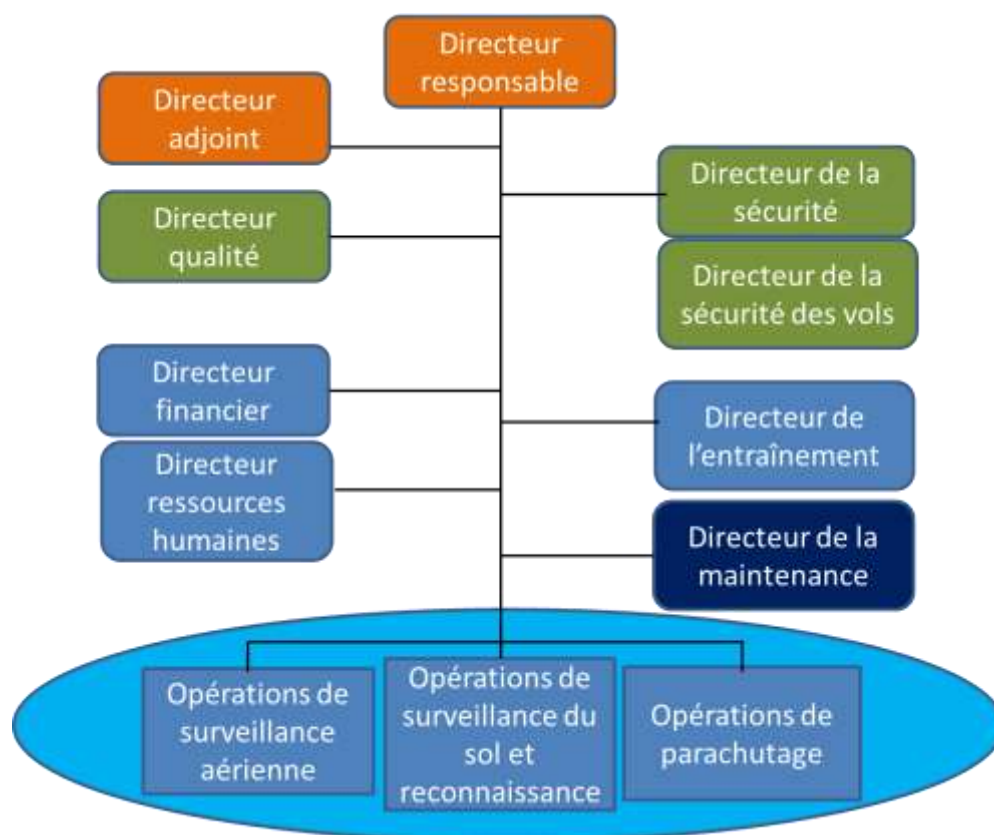 Directeur
responsable
Directeur
adjoint
Directeur de la
sécurité
Directeur
qualité
Directeur de la
sécurité des vols
Directeur
financier
Directeur de
l'entraînement
Directeur
ressources
humaines
Directeur de la
maintenance
Opérations de
surveillance
aérienne
Opérations de
surveillance du
sol et
reconnaissance
Opérations de
parachutage